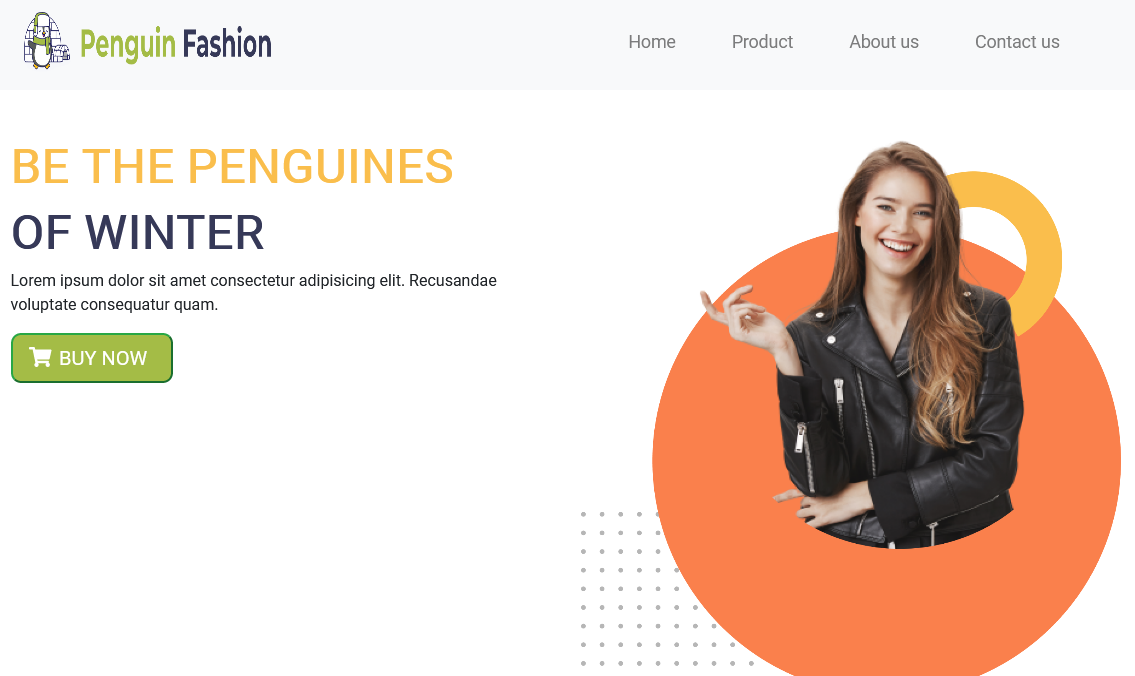 Penguin Fashion
Home
Product
About us
Contact us
BE THE PENGUINES
OF WINTER
Lorem ipsum dolor sit amet consectetur adipisicing elit. Recusandae
voluptate consequatur quam.
BUY NOW